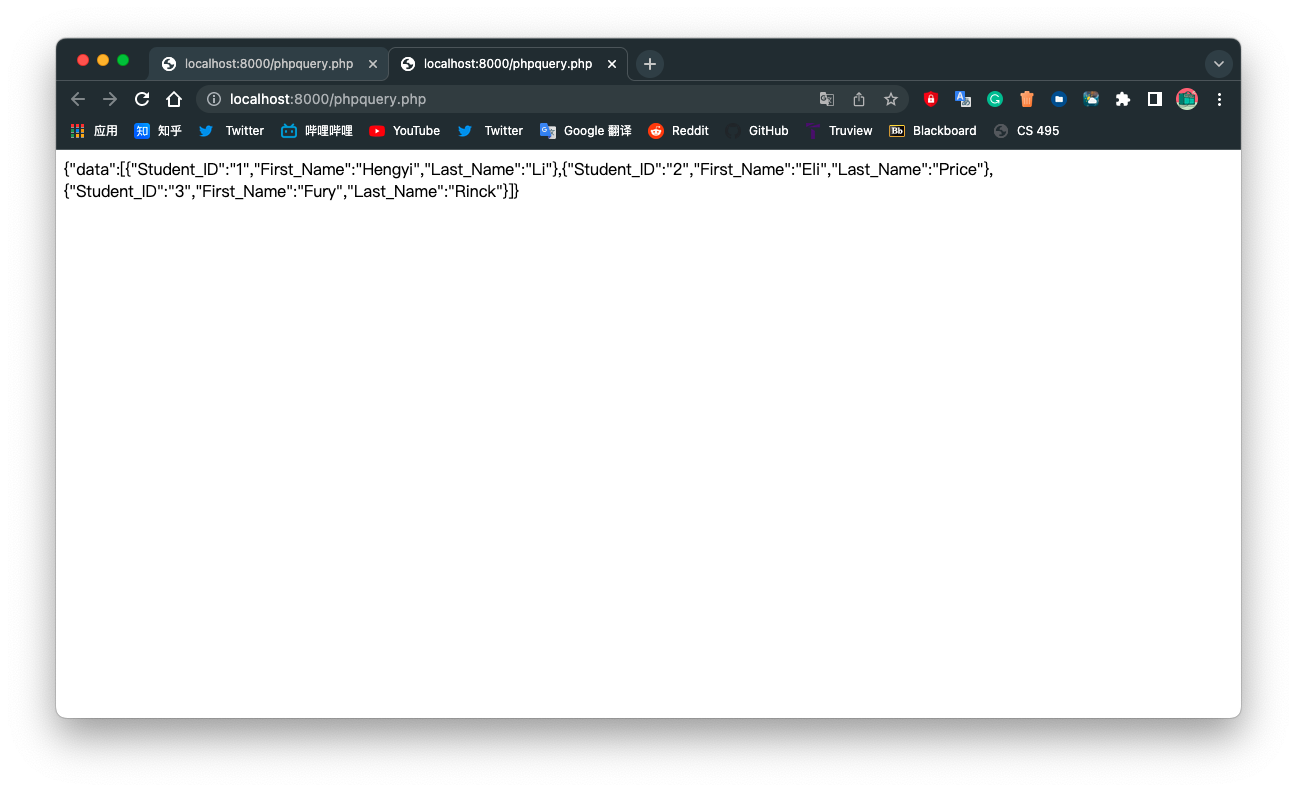 localhost:8000/phpquery.php localhost:8000/phpquery.php
localhost:8000/phpquery.php
应用 知乎 Twitter 哔哩哔哩 YouTube Twitter Google 翻译 Reddit GitHub Truview Bb Blackboard CS 495
{"data":[{"Student_ID":"1","First_Name":"Hengyi","Last_Name":"Li"},{"Student_ID":"2","First_Name":"Eli","Last_Name":"Price"},
{"Student_ID":"3","First_Name":"Fury","Last_Name":"Rinck"}]}